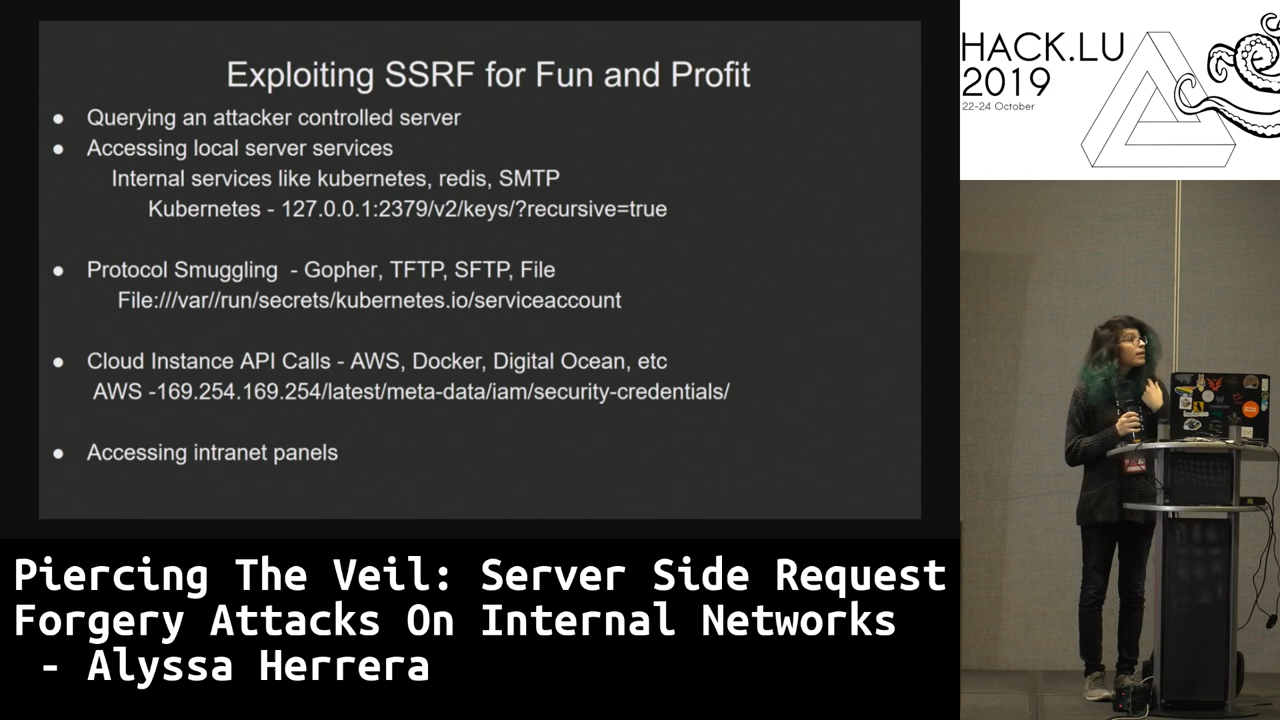 Exploiting SSRF for Fun and Profit
● Querying an attacker controlled server
● Accessing local server services
Internal services like kubernetes, redis, SMTP
Kubernetes - 127.0.0.1:2379/v2/keys/?recursive=true
● Protocol Smuggling - Gopher, TFTP, SFTP, File
File:///var//run/secrets/kubernetes.io/serviceaccount
● Cloud Instance API Calls - AWS, Docker, Digital Ocean, etc
AWS -169.254.169.254/latest/meta-data/iam/security-credentials/
● Accessing intranet panels
HACK.LU
2019
22-24 October
Piercing The Veil: Server Side Request
Forgery Attacks On Internal Networks
- Alyssa Herrera